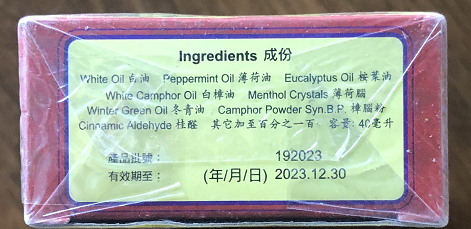 Ingredients 成份
White Oil 白油 Peppermint Oil 薄荷油 Eucalyptus Oil 桉葉油
White Camphor Oil 白樟油 Menthol Crystals 薄荷腦
Winter Green Oil 冬青油 Camphor Powder Syn.B.P. 樟腦粉
Cinnamic Aldehyde 桂醛 其它加至百分之一百. 容量: 40毫升
產品批號： 192023
有效期至： (年/月/日) 2023.12.30